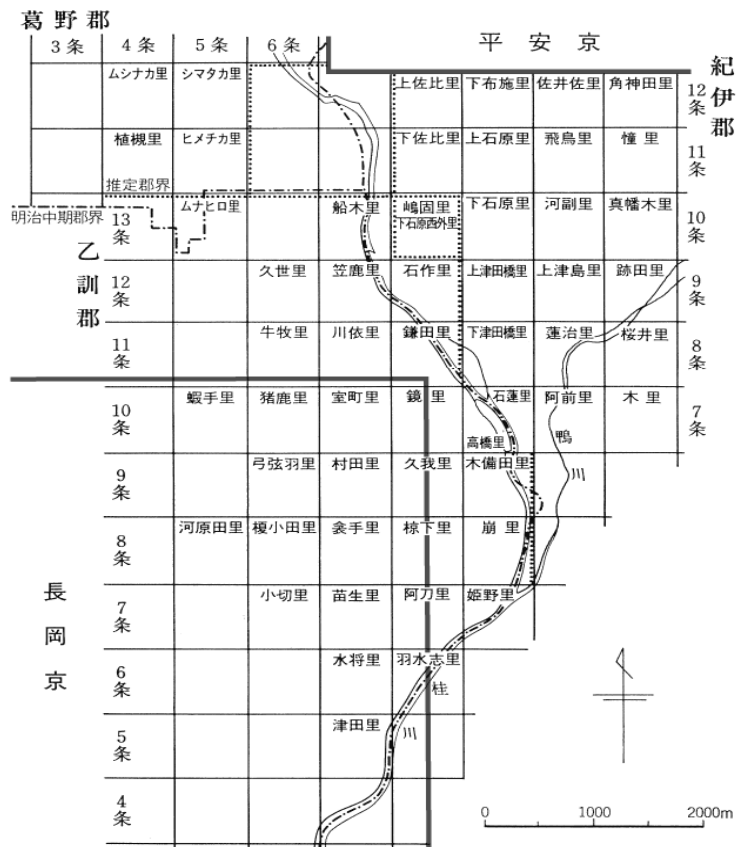 葛野郡
3条 4条 5条 6条 平安京
紀伊郡
ムシナカ里 シマタカ里 上佐比里 下布施里 佐井佐里 角神田里 12条
植槻里 ヒメチカ里 下佐比里 上石原里 飛鳥里 幢里 11条
推定郡界
明治中期郡界
13条 ムナヒロ里 船木里 嶋固里 下石原里 河副里 真幡木里 10条
下石原西外里
乙訓郡
12条 久世里 笠鹿里 石作里 上津田橋里 上津島里 跡田里 9条
11条 牛牧里 川依里 鎌田里 下津田橋里 蓮治里 桜井里 8条
10条 蝦手里 猪鹿里 室町里 鏡里 石蓮里 阿前里 木里 7条
高橋里 鴨川
9条 弓弦羽里 村田里 久我里 木備田里
8条 河原田里 榎小田里 衾手里 椋下里 崩里
長岡京
7条 小切里 苗生里 阿刀里 姫野里
6条 水将里 羽水志里
桂川
5条 津田里
4条
0 1000 2000m